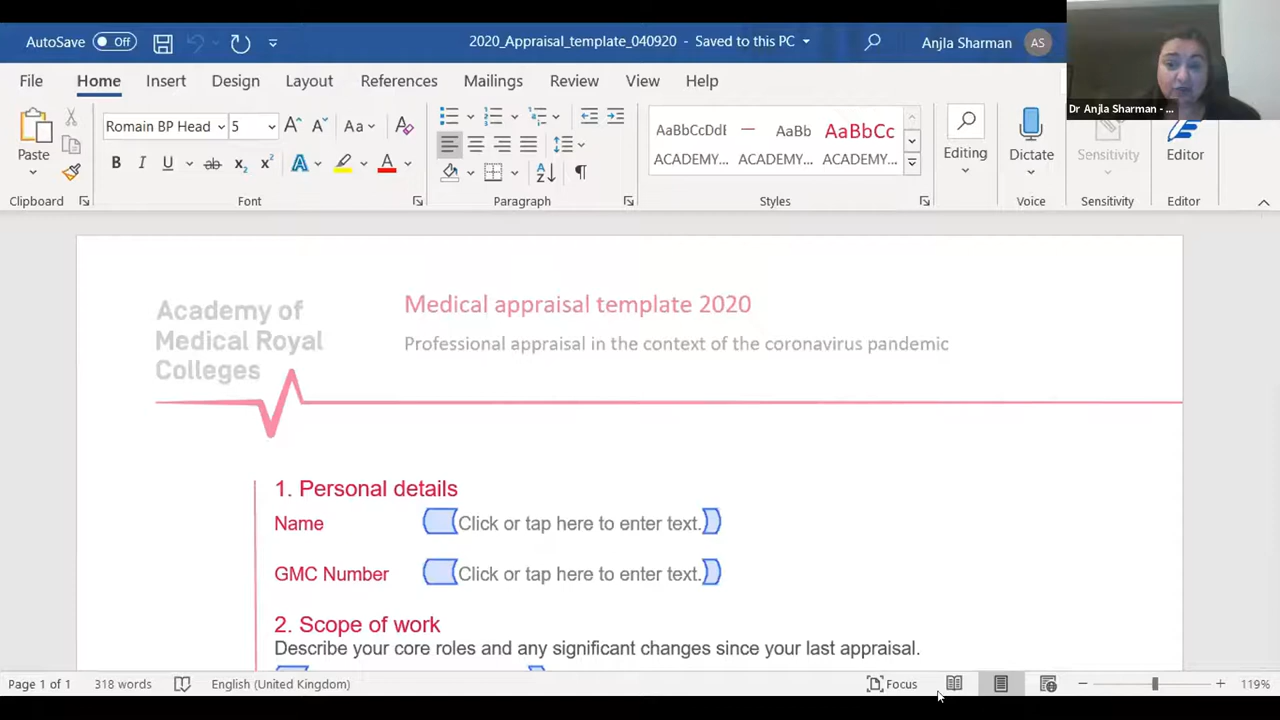 AutoSave Off 2020_Appraisal_template_040920 - Saved to this PC Anjla Sharman AS
Dr Anjla Sharman - ...
File Home Insert Design Layout References Mailings Review View Help
Paste
Romain BP Head 5
Aa
AaBbCcDdE AaBb AaBbCc
ACADEMY... ACADEMY... ACADEMY...
Editing Dictate Sensitivity Editor
Clipboard Font Paragraph Styles Voice Sensitivity Editor
Academy of
Medical Royal
Colleges
Medical appraisal template 2020
Professional appraisal in the context of the coronavirus pandemic
1. Personal details
Name Click or tap here to enter text.
GMC Number Click or tap here to enter text.
2. Scope of work
Describe your core roles and any significant changes since your last appraisal.
Page 1 of 1 318 words English (United Kingdom) Focus 119%